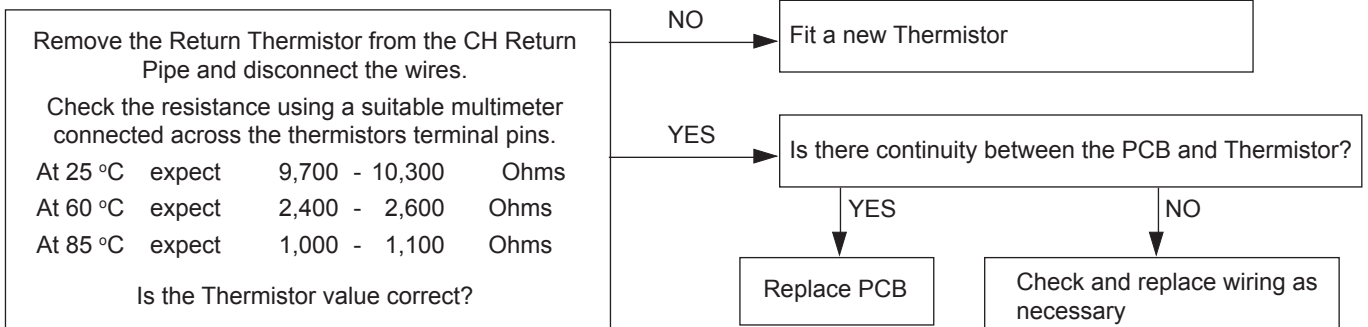 Remove the Return Thermistor from the CH Return
Pipe and disconnect the wires.
Check the resistance using a suitable multimeter
connected across the thermistors terminal pins.
At 25 °C expect 9,700 - 10,300 Ohms
At 60 °C expect 2,400 - 2,600 Ohms
At 85 °C expect 1,000 - 1,100 Ohms
Is the Thermistor value correct?
NO
Fit a new Thermistor
YES
Is there continuity between the PCB and Thermistor?
YES
Replace PCB
NO
Check and replace wiring as
necessary